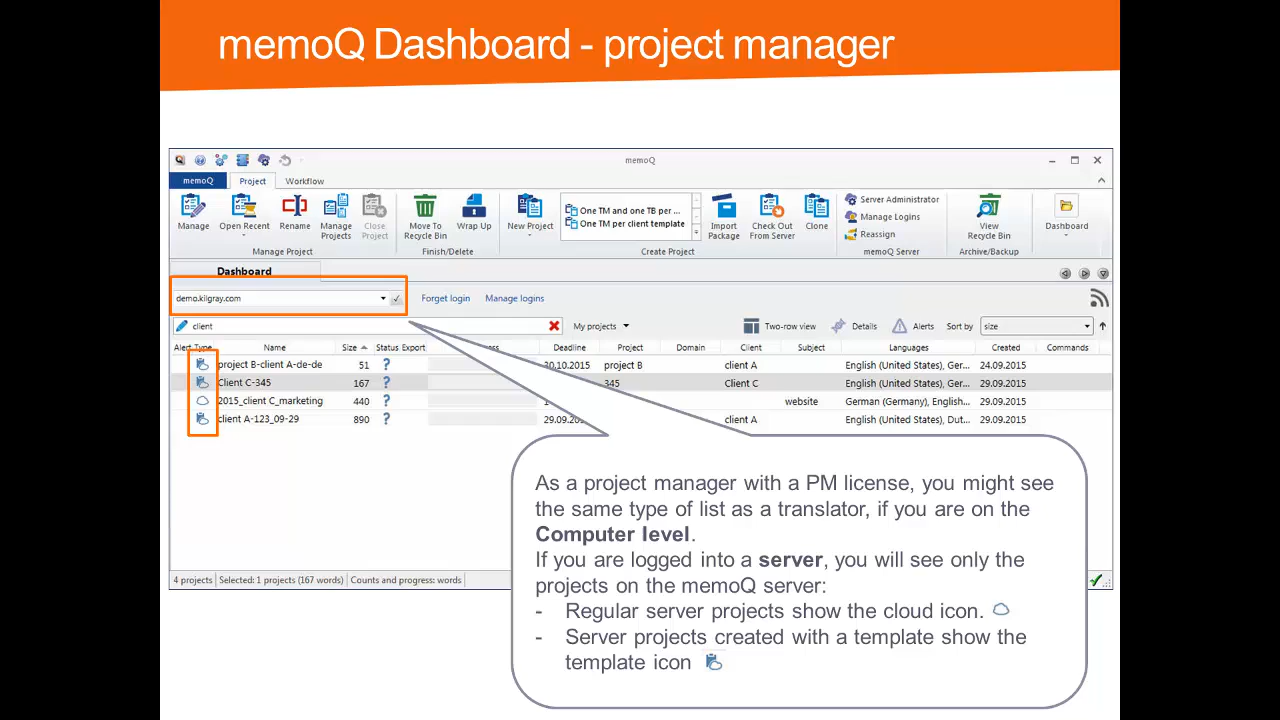 memoQ Dashboard - project manager
memoQ
memoQ Project Workflow
Manage Open Recent Rename Manage Projects Close Project
Move To Recycle Bin Wrap Up
New Project
One TM and one TB per ...
One TM per client template
Import Package Check Out From Server Clone
Server Administrator
Manage Logins
Reassign
View Recycle Bin
Dashboard
Manage Project Finish/Delete Create Project memoQ Server Archive/Backup
Dashboard
demo.kilgray.com Forget login Manage logins
client My projects Two-row view Details Alerts Sort by size
Alert Type Name Size Status Export Deadline Project Domain Client Subject Languages Created Commands
project B-client A-de-de 51 ? 30.10.2015 project B client A English (United States), Ger... 24.09.2015
Client C-345 167 ? 345 Client C English (United States), Ger... 29.09.2015
2015_client C_marketing 440 ? website German (Germany), English... 29.09.2015
client A-123_09-29 890 ? 29.09.20 client A English (United States), Dut... 29.09.2015
As a project manager with a PM license, you might see
the same type of list as a translator, if you are on the
Computer level.
If you are logged into a server, you will see only the
projects on the memoQ server:
- Regular server projects show the cloud icon.
- Server projects created with a template show the
template icon
4 projects Selected: 1 projects (167 words) Counts and progress: words